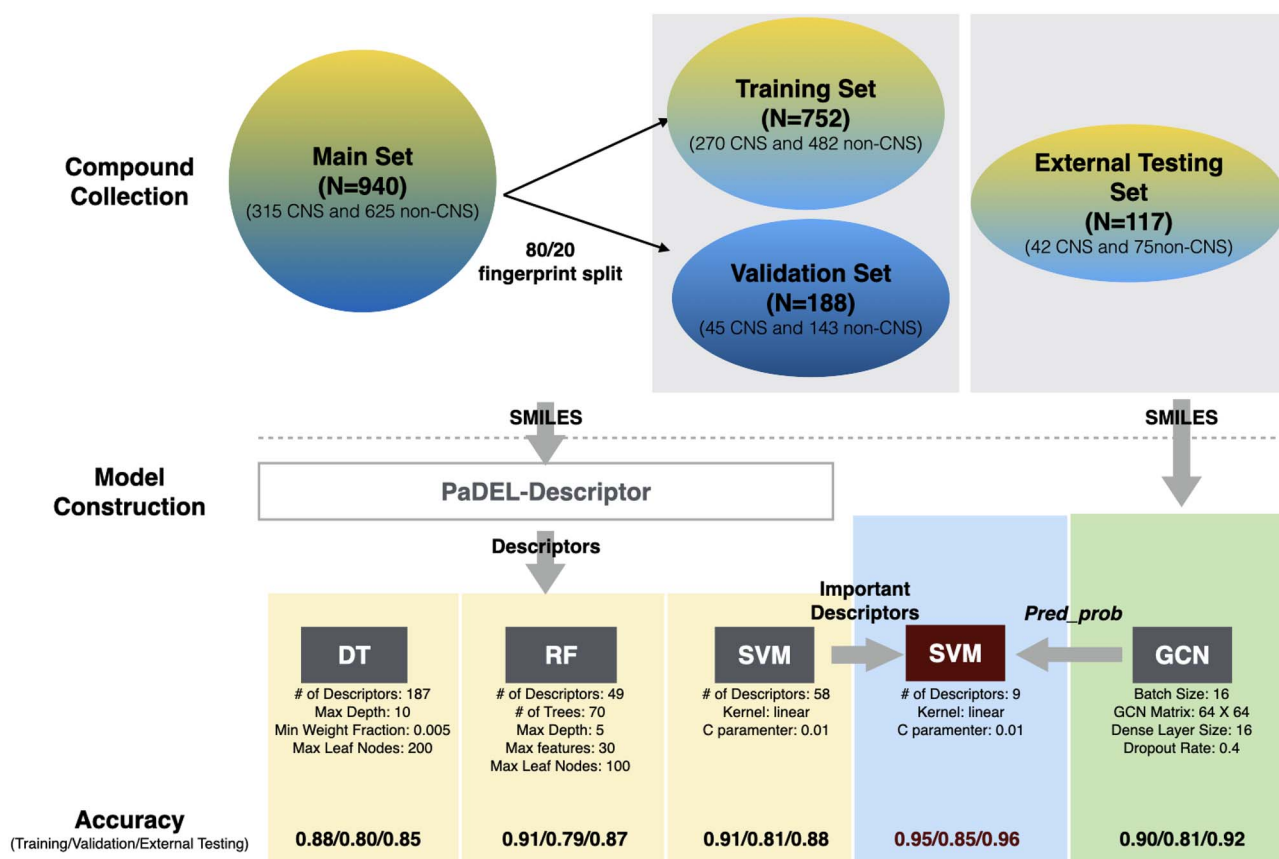 Compound
Collection
Main Set
(N=940)
(315 CNS and 625 non-CNS)
80/20
fingerprint split
Training Set
(N=752)
(270 CNS and 482 non-CNS)
Validation Set
(N=188)
(45 CNS and 143 non-CNS)
External Testing
Set
(N=117)
(42 CNS and 75non-CNS)
SMILES
SMILES
Model
Construction
PaDEL-Descriptor
Descriptors
Important
Descriptors
Pred_prob
DT
# of Descriptors: 187
Max Depth: 10
Min Weight Fraction: 0.005
Max Leaf Nodes: 200
RF
# of Descriptors: 49
# of Trees: 70
Max Depth: 5
Max features: 30
Max Leaf Nodes: 100
SVM
# of Descriptors: 58
Kernel: linear
C paramenter: 0.01
SVM
# of Descriptors: 9
Kernel: linear
C paramenter: 0.01
GCN
Batch Size: 16
GCN Matrix: 64 X 64
Dense Layer Size: 16
Dropout Rate: 0.4
Accuracy
(Training/Validation/External Testing)
0.88/0.80/0.85
0.91/0.79/0.87
0.91/0.81/0.88
0.95/0.85/0.96
0.90/0.81/0.92